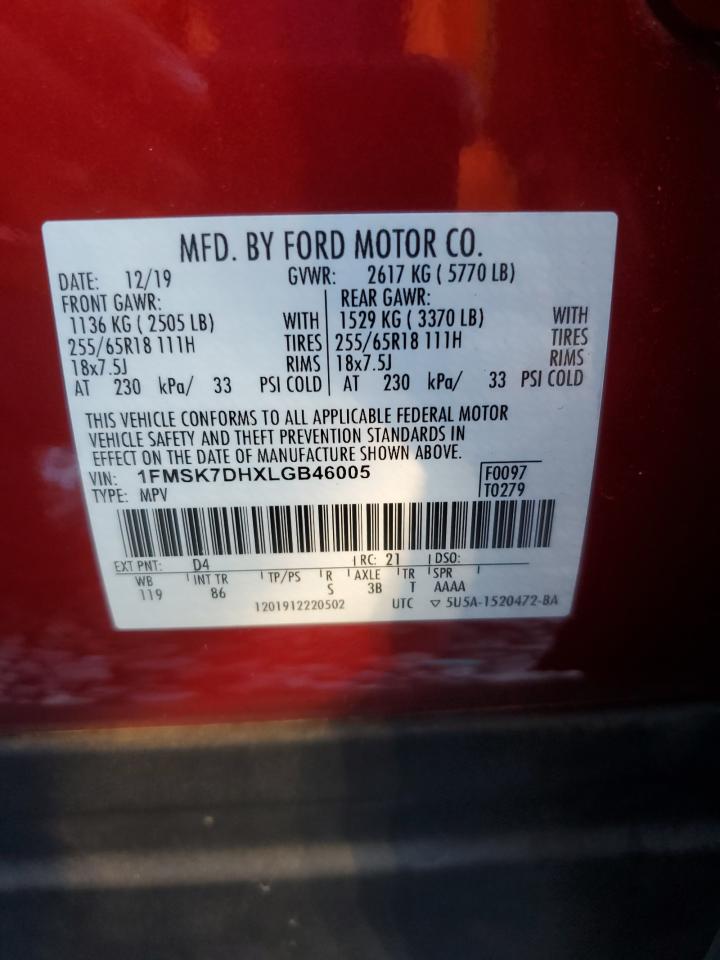 MFD. BY FORD MOTOR CO.
DATE: 12/19 GVWR: 2617 KG ( 5770 LB)
FRONT GAWR: REAR GAWR:
1136 KG ( 2505 LB) WITH 1529 KG ( 3370 LB) WITH
255/65R18 111H TIRES 255/65R18 111H TIRES
18x7.5J RIMS 18x7.5J RIMS
AT 230 kPa/ 33 PSI COLD AT 230 kPa/ 33 PSI COLD
THIS VEHICLE CONFORMS TO ALL APPLICABLE FEDERAL MOTOR
VEHICLE SAFETY AND THEFT PREVENTION STANDARDS IN
EFFECT ON THE DATE OF MANUFACTURE SHOWN ABOVE.
VIN: 1FMSK7DHXLGB46005 F0097
TYPE: MPV T0279
EXT PNT: D4 RC: 21 DSO:
WB INT TR TP/PS R AXLE TR SPR
119 86 S 3B T AAAA
1201912220502 UTC ▽ 5U5A-1520472-BA